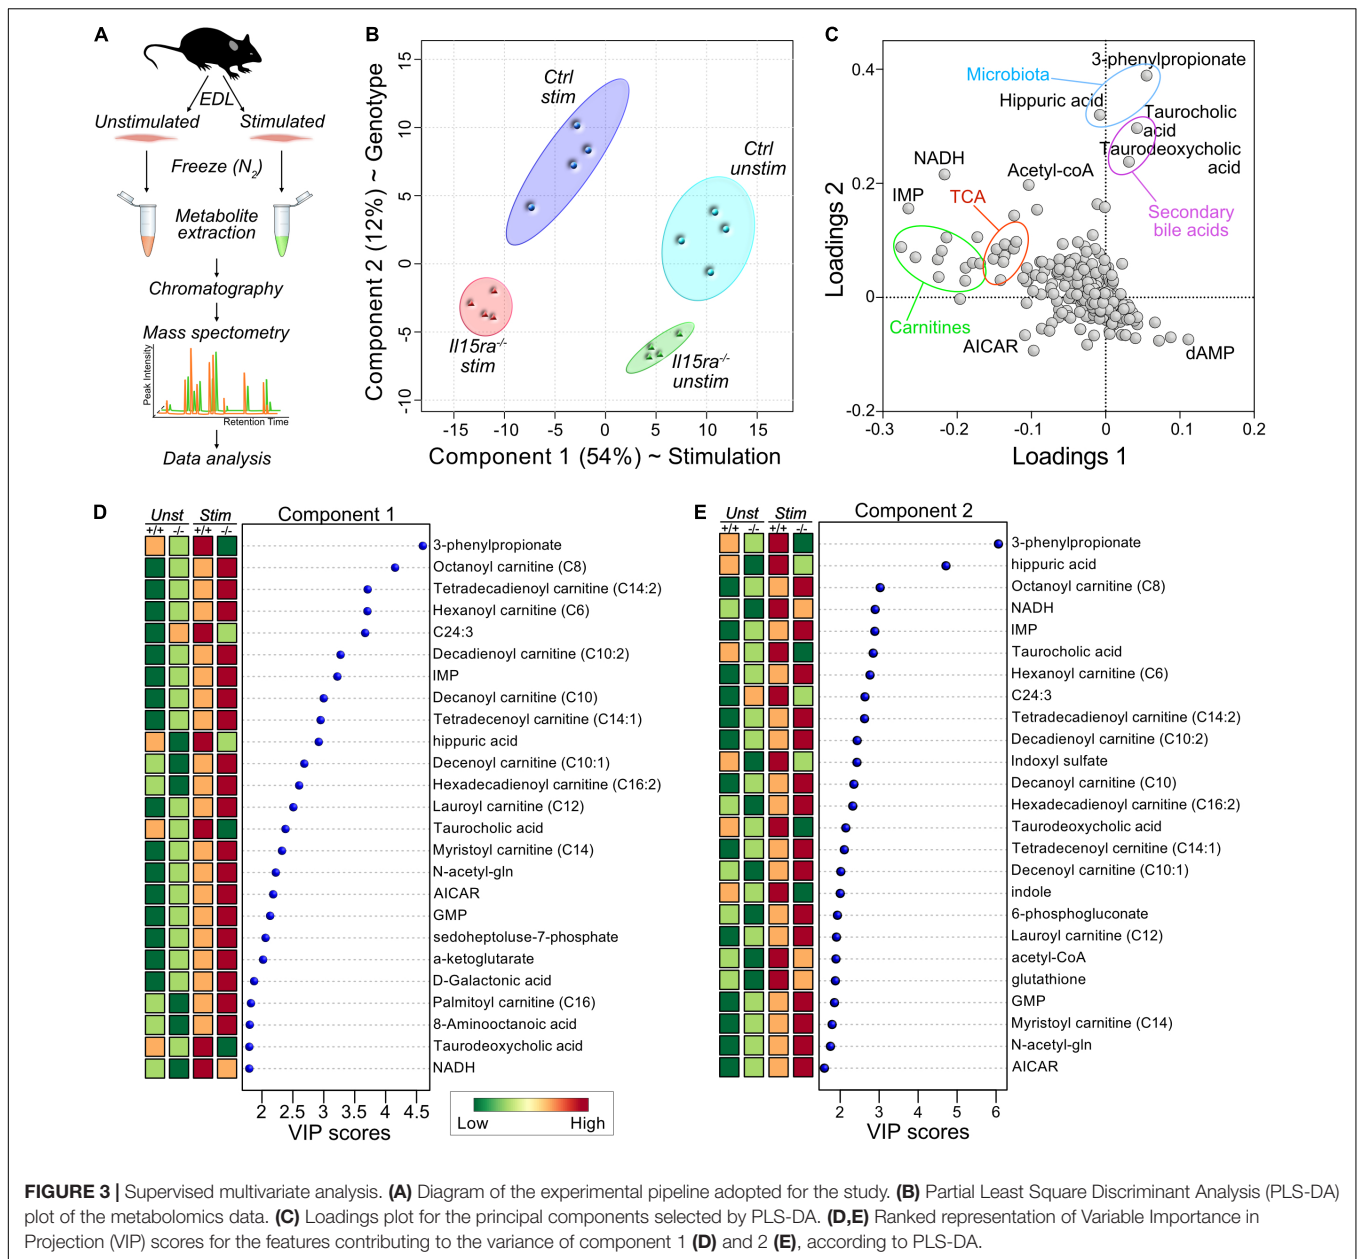 A
EDL
Unstimulated
Stimulated
Freeze (N2)
Metabolite
extraction
Chromatography
Mass spectometry
Peak Intensity
Retention Time
Data analysis
B
Component 2 (12%) ~ Genotype
15
10
5
0
-5
-10
Ctrl
stim
Ctrl
unstim
Il15ra-/-
stim
Il15ra-/-
unstim
-15
-10
-5
0
5
10
15
Component 1 (54%) ~ Stimulation
C
Loadings 2
0.4
0.2
0
-0.2
3-phenylpropionate
Microbiota
Hippuric acid
Taurocholic
acid
Taurodeoxycholic
acid
NADH
Acetyl-coA
IMP
TCA
Secondary
bile acids
Carnitines
AICAR
dAMP
-0.3
-0.2
-0.1
0
0.1
0.2
Loadings 1
D
Unst
Stim
+/+
-/-
+/+
-/-
Component 1
3-phenylpropionate
Octanoyl carnitine (C8)
Tetradecadienoyl carnitine (C14:2)
Hexanoyl carnitine (C6)
C24:3
Decadienoyl carnitine (C10:2)
IMP
Decanoyl carnitine (C10)
Tetradecenoyl carnitine (C14:1)
hippuric acid
Decenoyl carnitine (C10:1)
Hexadecadienoyl carnitine (C16:2)
Lauroyl carnitine (C12)
Taurocholic acid
Myristoyl carnitine (C14)
N-acetyl-gln
AICAR
GMP
sedoheptoluse-7-phosphate
a-ketoglutarate
D-Galactonic acid
Palmitoyl carnitine (C16)
8-Aminooctanoic acid
Taurodeoxycholic acid
NADH
2
2.5
3
3.5
4
4.5
VIP scores
Low
High
E
Unst
Stim
+/+
-/-
+/+
-/-
Component 2
3-phenylpropionate
hippuric acid
Octanoyl carnitine (C8)
NADH
IMP
Taurocholic acid
Hexanoyl carnitine (C6)
C24:3
Tetradecadienoyl carnitine (C14:2)
Decadienoyl carnitine (C10:2)
Indoxyl sulfate
Decanoyl carnitine (C10)
Hexadecadienoyl carnitine (C16:2)
Taurodeoxycholic acid
Tetradecenoyl cernitine (C14:1)
Decenoyl carnitine (C10:1)
indole
6-phosphogluconate
Lauroyl carnitine (C12)
acetyl-CoA
glutathione
GMP
Myristoyl carnitine (C14)
N-acetyl-gln
AICAR
2
3
4
5
6
VIP scores
FIGURE 3 | Supervised multivariate analysis. (A) Diagram of the experimental pipeline adopted for the study. (B) Partial Least Square Discriminant Analysis (PLS-DA)
plot of the metabolomics data. (C) Loadings plot for the principal components selected by PLS-DA. (D,E) Ranked representation of Variable Importance in
Projection (VIP) scores for the features contributing to the variance of component 1 (D) and 2 (E), according to PLS-DA.